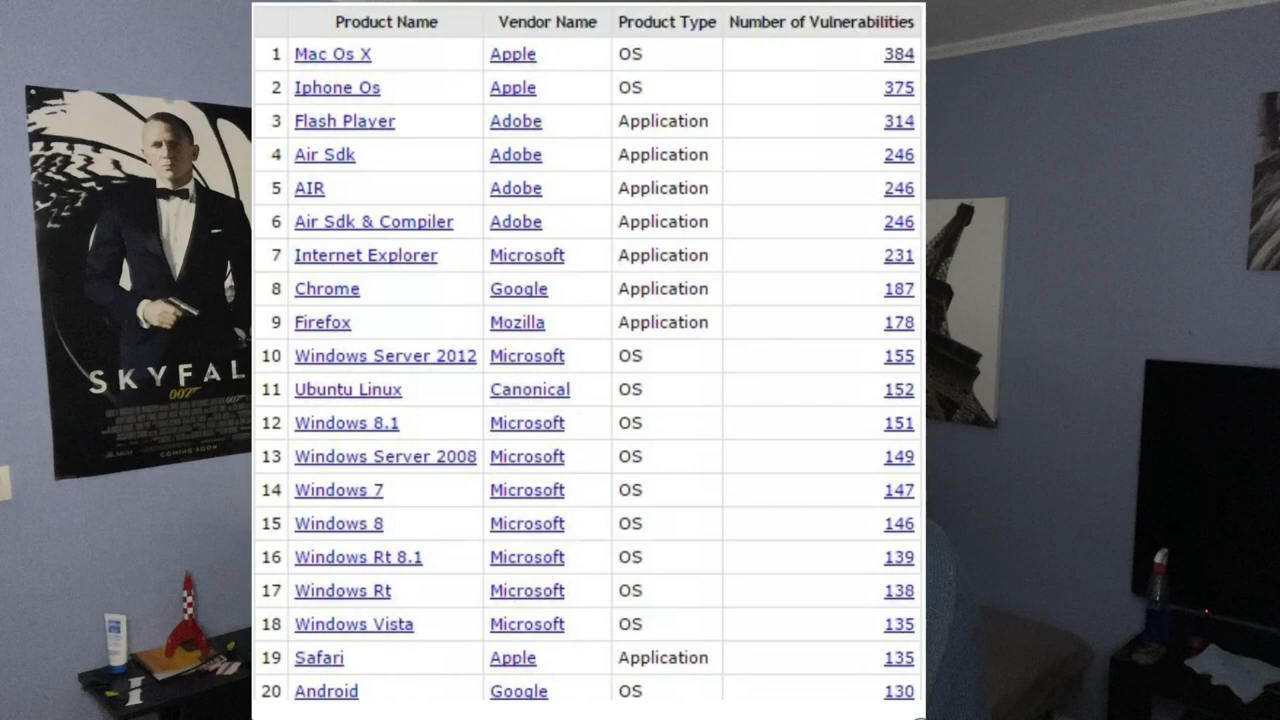 Product Name Vendor Name Product Type Number of Vulnerabilities
1 Mac Os X Apple OS 384
2 Iphone Os Apple OS 375
3 Flash Player Adobe Application 314
4 Air Sdk Adobe Application 246
5 AIR Adobe Application 246
6 Air Sdk & Compiler Adobe Application 246
7 Internet Explorer Microsoft Application 231
8 Chrome Google Application 187
9 Firefox Mozilla Application 178
10 Windows Server 2012 Microsoft OS 155
11 Ubuntu Linux Canonical OS 152
12 Windows 8.1 Microsoft OS 151
13 Windows Server 2008 Microsoft OS 149
14 Windows 7 Microsoft OS 147
15 Windows 8 Microsoft OS 146
16 Windows Rt 8.1 Microsoft OS 139
17 Windows Rt Microsoft OS 138
18 Windows Vista Microsoft OS 135
19 Safari Apple Application 135
20 Android Google OS 130
SKYFAL
007
007
COMING SOON